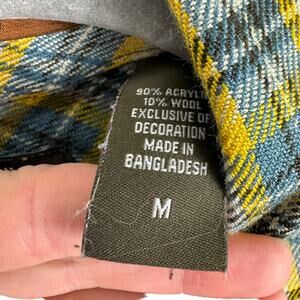 90% ACRYLIC
10% WOOL
EXCLUSIVE OF
DECORATION
MADE IN
BANGLADESH
M